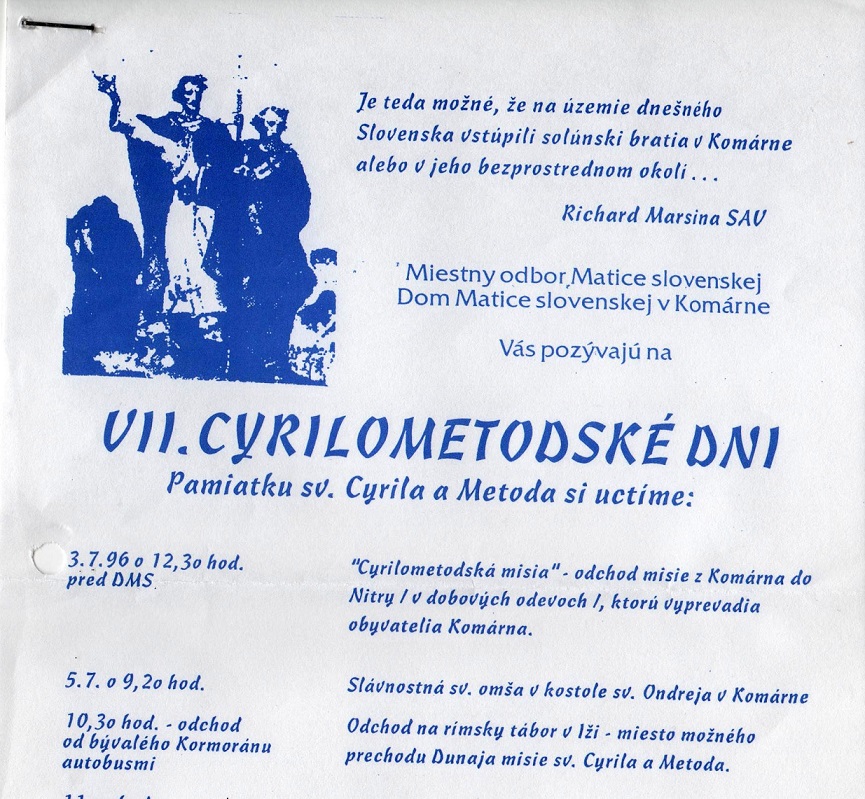 Je teda možné, že na územie dnešného
Slovenska vstúpili solúnski bratia v Komárne
alebo v jeho bezprostrednom okolí . . .
Richard Marsina SAV
Miestny odbor Matice slovenskej
Dom Matice slovenskej v Komárne
Vás pozývajú na
VII. CYRILOMETODSKÉ DNI
Pamiatku sv. Cyrila a Metoda si uctíme:
3.7.96 o 12,3o hod.
pred DMS
"Cyrilometodská misia" - odchod misie z Komárna do
Nitry / v dobových odevoch /, ktorú vyprevadia
obyvatelia Komárna.
5.7. o 9,2o hod.
Slávnostná sv. omša v kostole sv. Ondreja v Komárne
10,3o hod. - odchod
od bývalého Kormoránu
autobusmi
Odchod na rímsky tábor v Iži - miesto možného
prechodu Dunaja misie sv. Cyrila a Metoda.